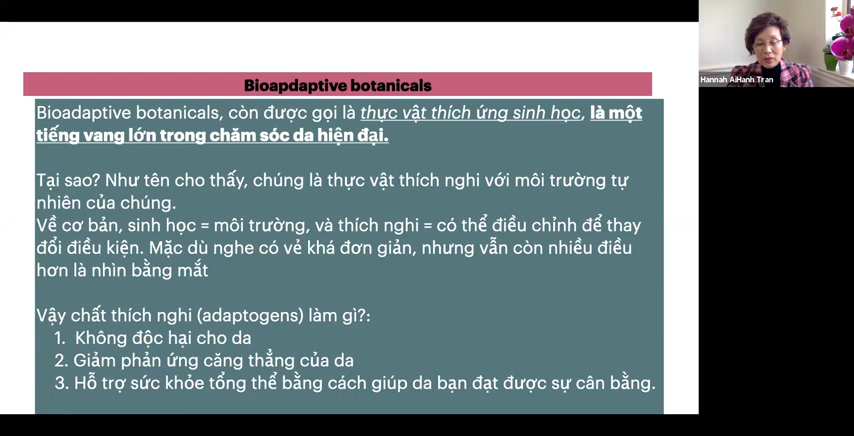 Bioapdaptive botanicals
Bioadaptive botanicals, còn được gọi là thực vật thích ứng sinh học, là một
tiếng vang lớn trong chăm sóc da hiện đại.
Tại sao? Như tên cho thấy, chúng là thực vật thích nghi với môi trường tự
nhiên của chúng.
Về cơ bản, sinh học = môi trường, và thích nghi = có thể điều chỉnh để thay
đổi điều kiện. Mặc dù nghe có vẻ khá đơn giản, nhưng vẫn còn nhiều điều
hơn là nhìn bằng mắt
Vậy chất thích nghi (adaptogens) làm gì?:
1. Không độc hại cho da
2. Giảm phản ứng căng thẳng của da
3. Hỗ trợ sức khỏe tổng thể bằng cách giúp da bạn đạt được sự cân bằng.
Hannah AiHanh Tran